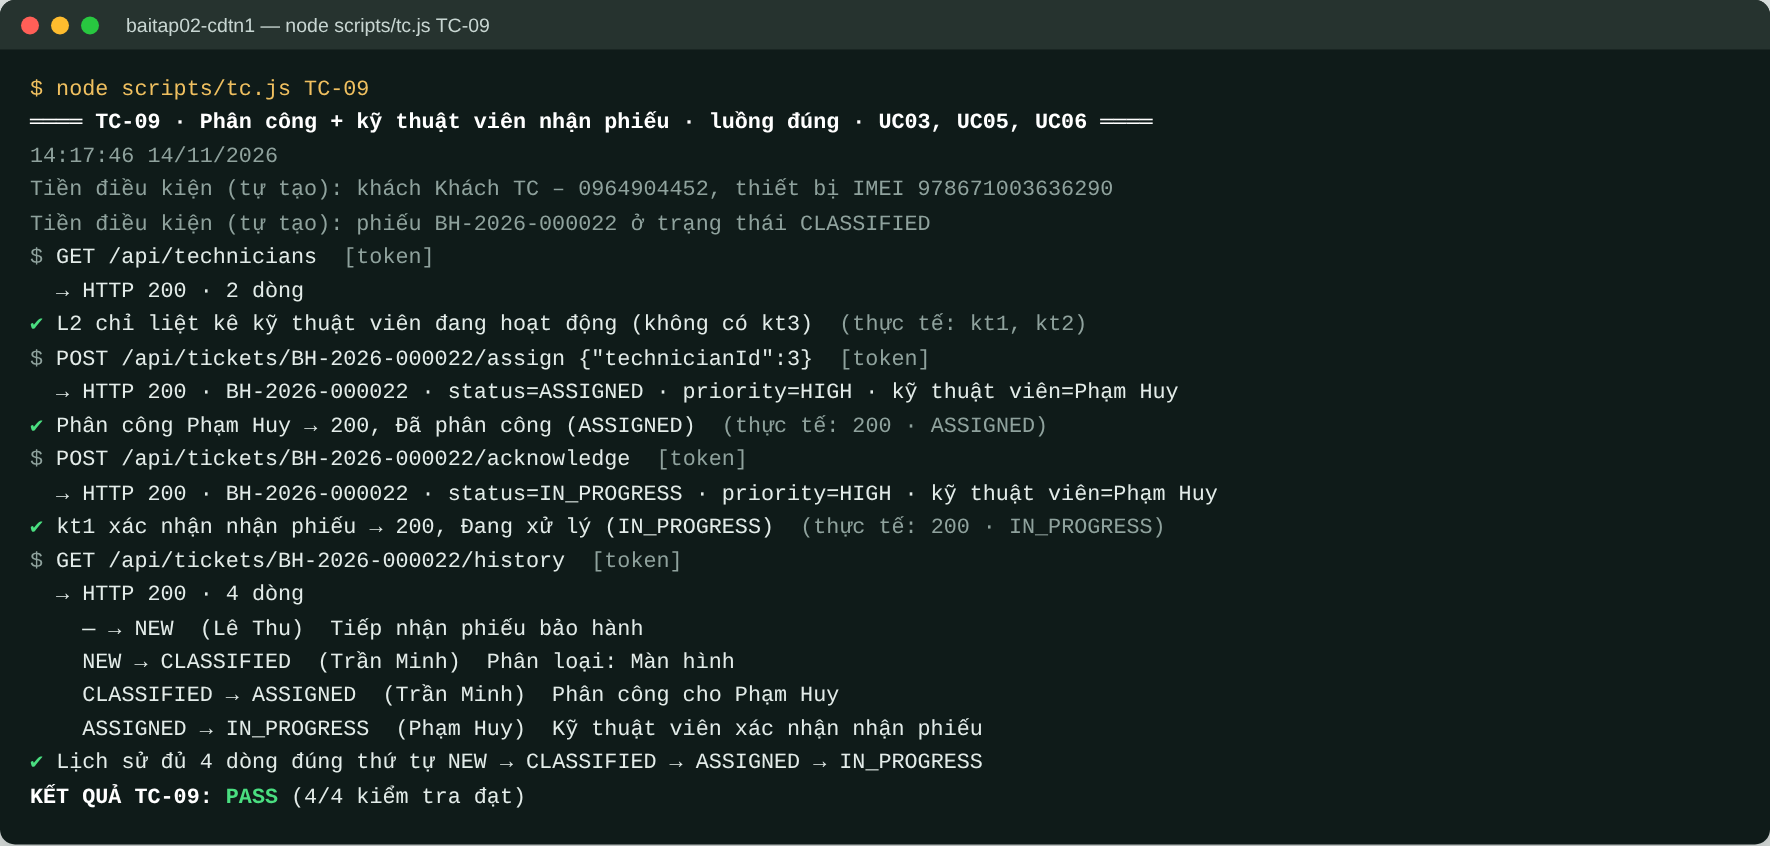 baitap02-cdtn1 — node scripts/tc.js TC-09
$ node scripts/tc.js TC-09
════ TC-09 · Phân công + kỹ thuật viên nhận phiếu · luồng đúng · UC03, UC05, UC06 ════
14:17:46 14/11/2026
Tiền điều kiện (tự tạo): khách Khách TC – 0964904452, thiết bị IMEI 978671003636290
Tiền điều kiện (tự tạo): phiếu BH-2026-000022 ở trạng thái CLASSIFIED
$ GET /api/technicians  [token]
→ HTTP 200 · 2 dòng
✔ L2 chỉ liệt kê kỹ thuật viên đang hoạt động (không có kt3)  (thực tế: kt1, kt2)
$ POST /api/tickets/BH-2026-000022/assign {"technicianId":3}  [token]
→ HTTP 200 · BH-2026-000022 · status=ASSIGNED · priority=HIGH · kỹ thuật viên=Phạm Huy
✔ Phân công Phạm Huy → 200, Đã phân công (ASSIGNED)  (thực tế: 200 · ASSIGNED)
$ POST /api/tickets/BH-2026-000022/acknowledge  [token]
→ HTTP 200 · BH-2026-000022 · status=IN_PROGRESS · priority=HIGH · kỹ thuật viên=Phạm Huy
✔ kt1 xác nhận nhận phiếu → 200, Đang xử lý (IN_PROGRESS)  (thực tế: 200 · IN_PROGRESS)
$ GET /api/tickets/BH-2026-000022/history  [token]
→ HTTP 200 · 4 dòng
— → NEW  (Lê Thu)  Tiếp nhận phiếu bảo hành
NEW → CLASSIFIED  (Trần Minh)  Phân loại: Màn hình
CLASSIFIED → ASSIGNED  (Trần Minh)  Phân công cho Phạm Huy
ASSIGNED → IN_PROGRESS  (Phạm Huy)  Kỹ thuật viên xác nhận nhận phiếu
✔ Lịch sử đủ 4 dòng đúng thứ tự NEW → CLASSIFIED → ASSIGNED → IN_PROGRESS
KẾT QUẢ TC-09: PASS (4/4 kiểm tra đạt)